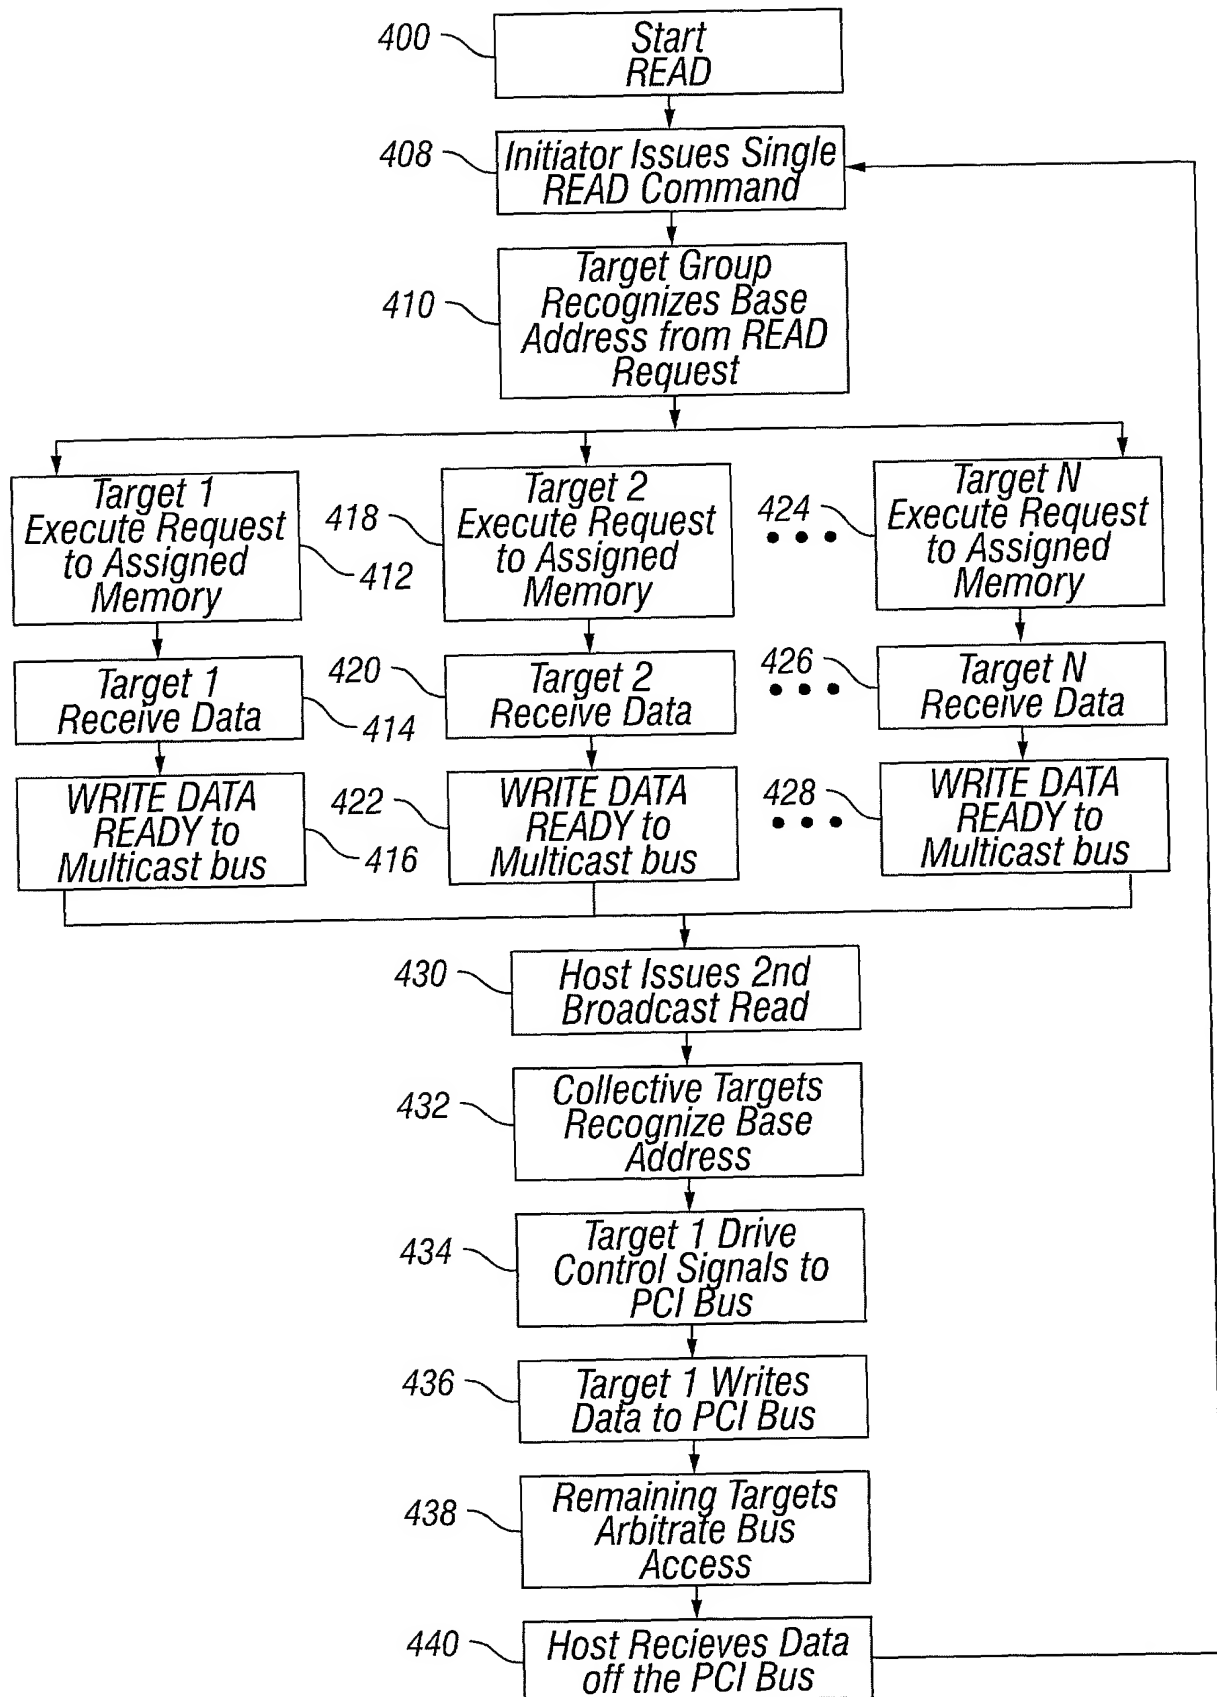 400
Start
READ
408
Initiator Issues Single
READ Command
410
Target Group
Recognizes Base
Address from READ
Request
Target 1
Execute Request
to Assigned
Memory
412
418
Target 2
Execute Request
to Assigned
Memory
424
Target N
Execute Request
to Assigned
Memory
Target 1
Receive Data
414
420
Target 2
Receive Data
426
Target N
Receive Data
WRITE DATA
READY to
Multicast bus
416
422
WRITE DATA
READY to
Multicast bus
428
WRITE DATA
READY to
Multicast bus
430
Host Issues 2nd
Broadcast Read
432
Collective Targets
Recognize Base
Address
434
Target 1 Drive
Control Signals to
PCI Bus
436
Target 1 Writes
Data to PCI Bus
438
Remaining Targets
Arbitrate Bus
Access
440
Host Recieves Data
off the PCI Bus